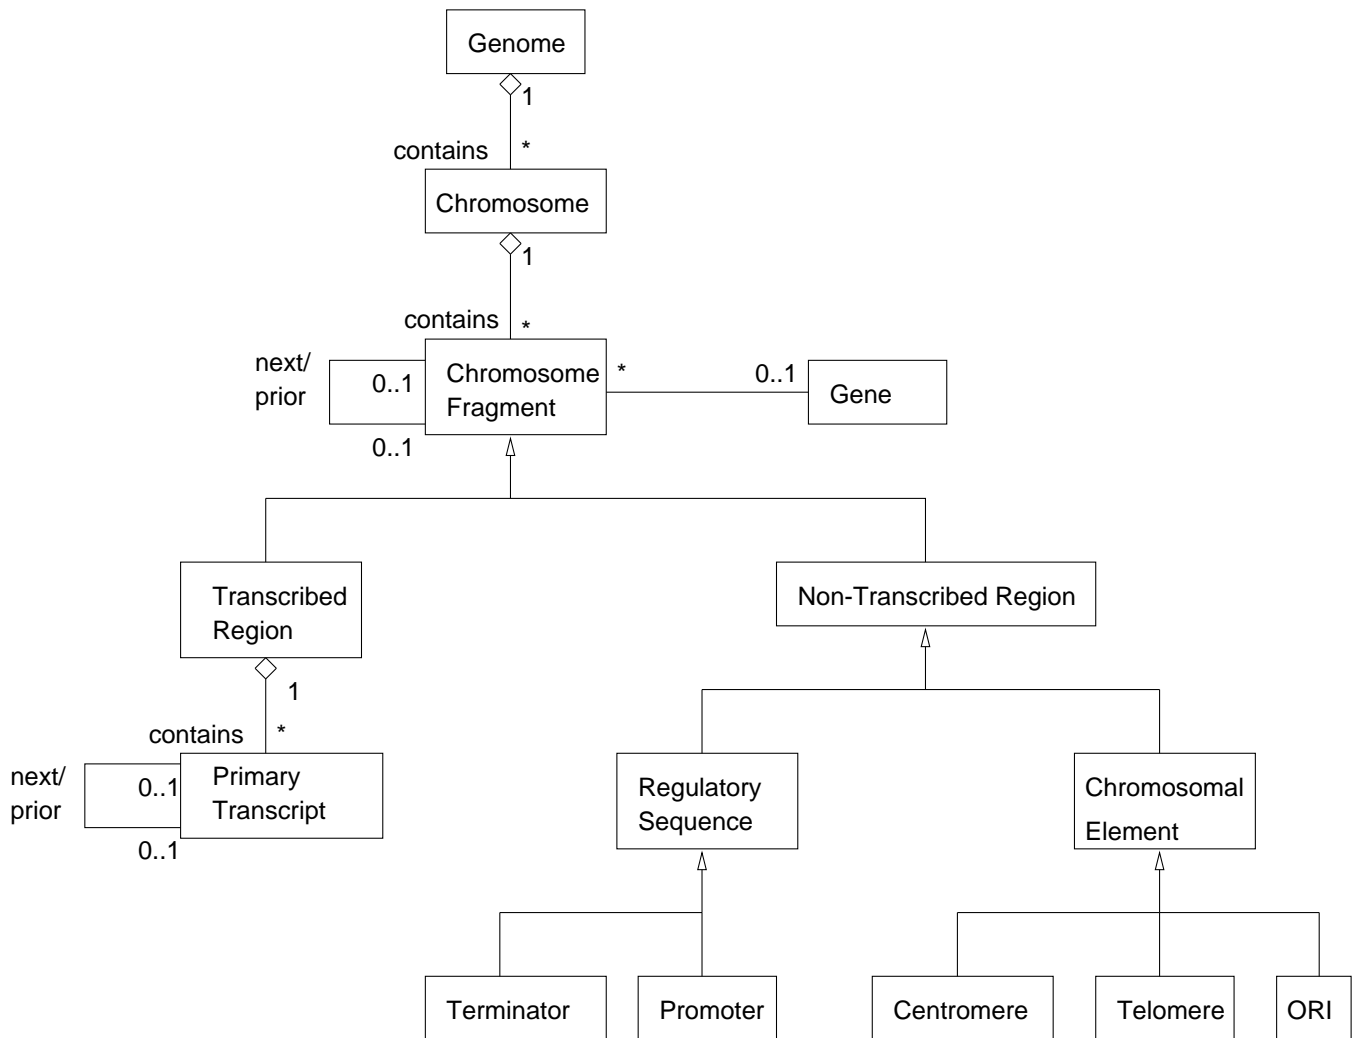 Genome
1
contains *
Chromosome
1
contains *
next/
prior
0..1
0..1
Chromosome
Fragment
*
0..1
Gene
Transcribed
Region
Non-Transcribed Region
1
contains *
next/
prior
0..1
0..1
Primary
Transcript
Regulatory
Sequence
Chromosomal
Element
Terminator
Promoter
Centromere
Telomere
ORI